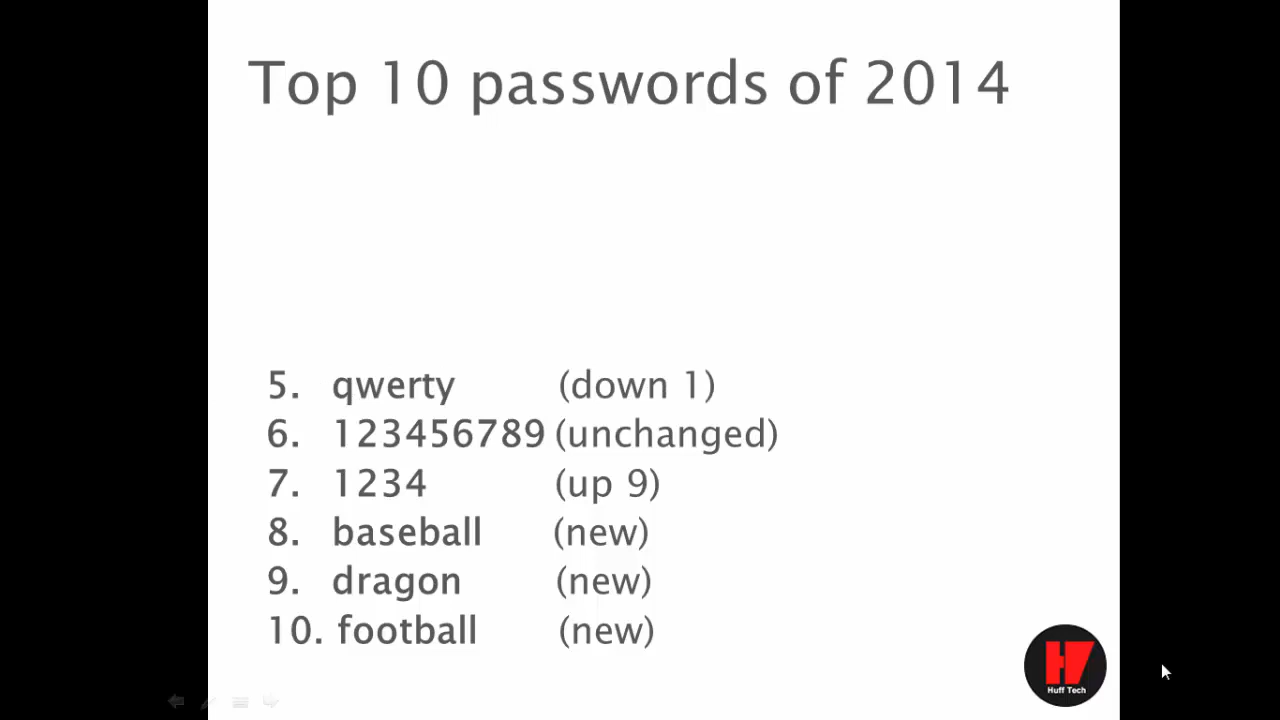 Top 10 passwords of 2014
5. qwerty (down 1)
6. 123456789 (unchanged)
7. 1234 (up 9)
8. baseball (new)
9. dragon (new)
10. football (new)
Huff Tech